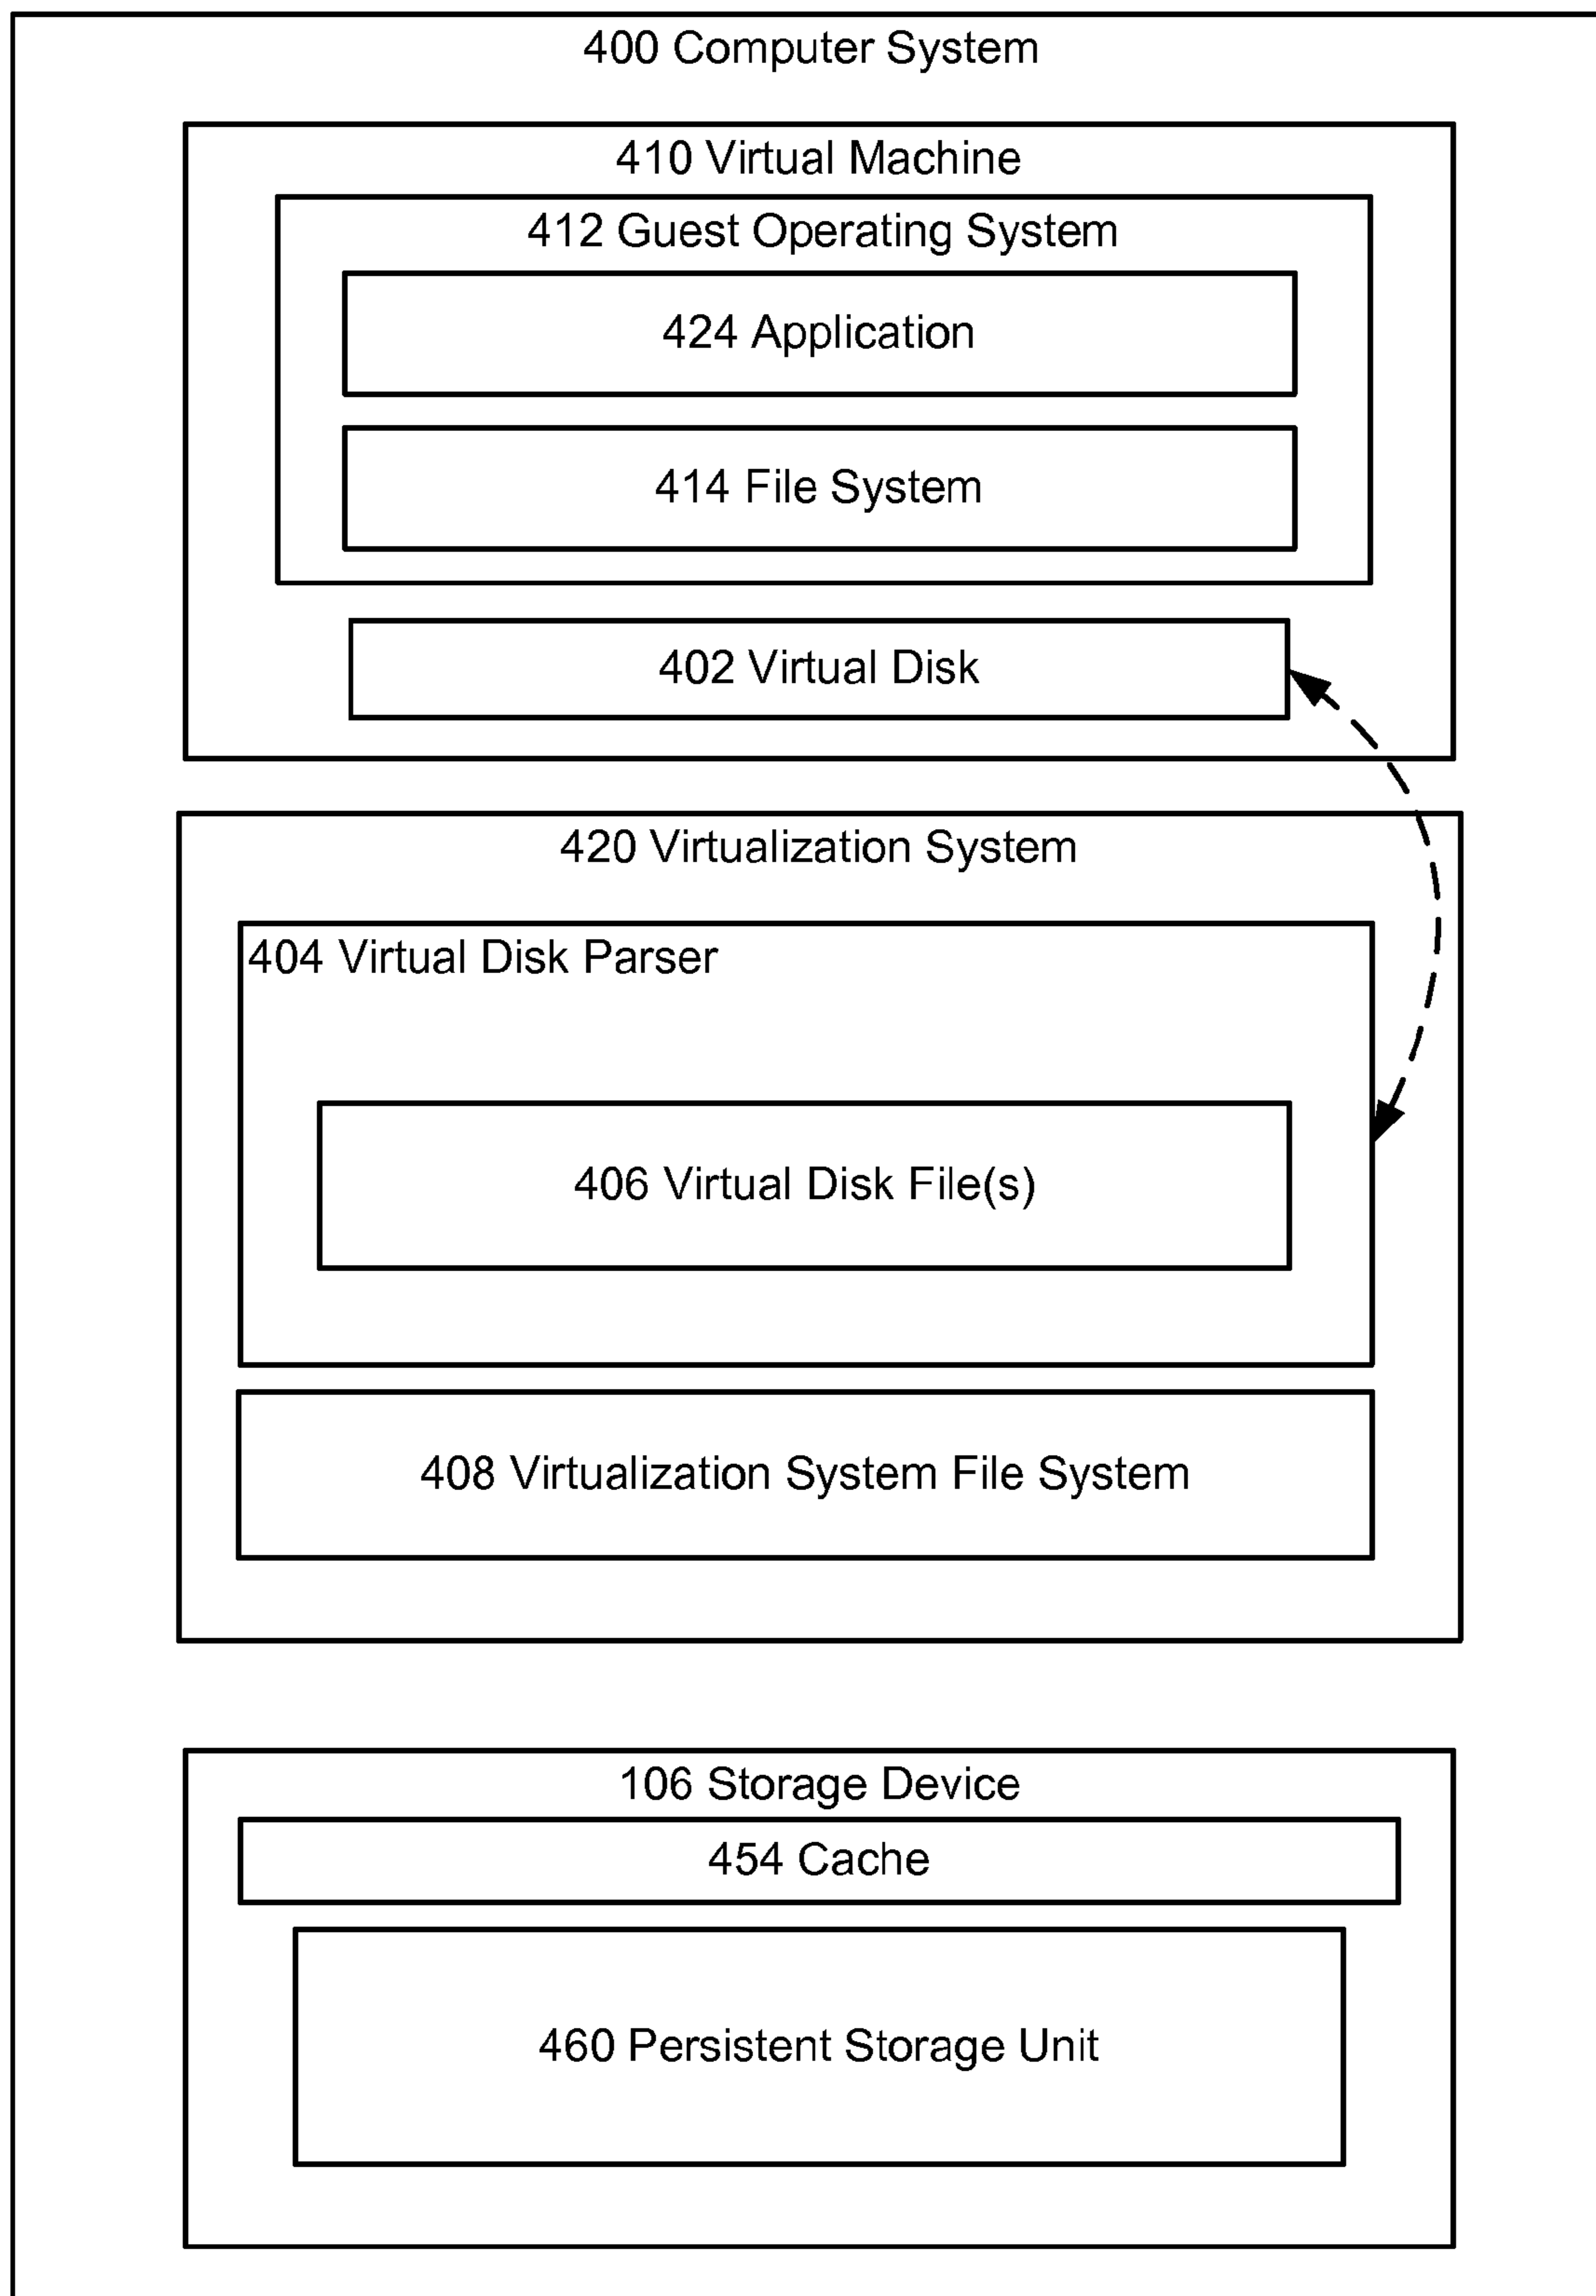 400 Computer System
410 Virtual Machine
412 Guest Operating System
424 Application
414 File System
402 Virtual Disk
420 Virtualization System
404 Virtual Disk Parser
406 Virtual Disk File(s)
408 Virtualization System File System
106 Storage Device
454 Cache
460 Persistent Storage Unit